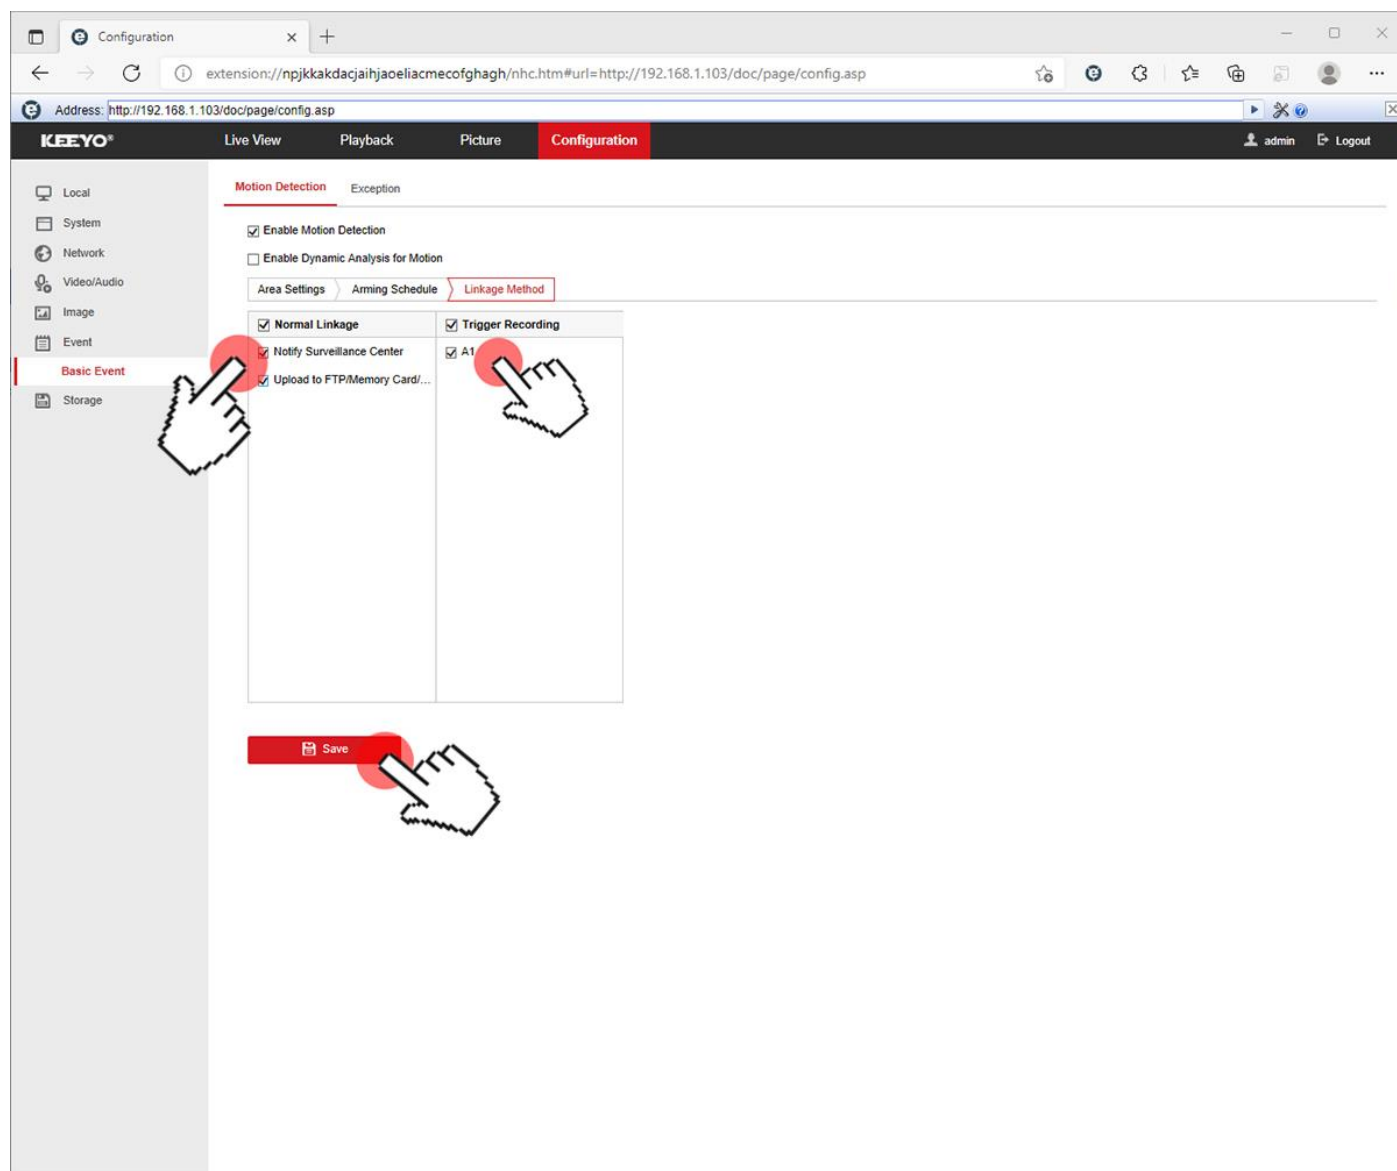 Configuration
extension://npjkkakdacjaihjaoeliacmecofghagh/nhc.htm#url=http://192.168.1.103/doc/page/config.asp
Address: http://192.168.1.103/doc/page/config.asp
KEEYO® Live View Playback Picture Configuration admin Logout
Local
System
Network
Video/Audio
Image
Event
Basic Event
Storage
Motion Detection Exception
Enable Motion Detection
Enable Dynamic Analysis for Motion
Area Settings Arming Schedule Linkage Method
Normal Linkage Trigger Recording
Notify Surveillance Center A1
Upload to FTP/Memory Card/...
Save